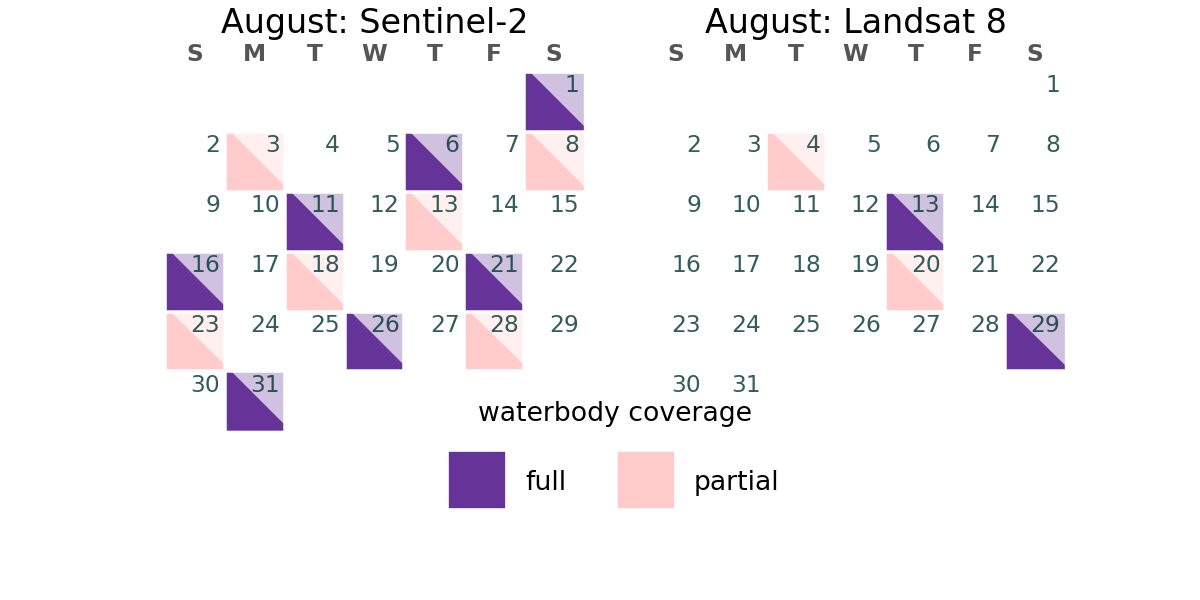 August: Sentinel-2
S M T W T F S
1
2 3 4 5 6 7 8
9 10 11 12 13 14 15
16 17 18 19 20 21 22
23 24 25 26 27 28 29
30 31
August: Landsat 8
S M T W T F S
1
2 3 4 5 6 7 8
9 10 11 12 13 14 15
16 17 18 19 20 21 22
23 24 25 26 27 28 29
30 31
waterbody coverage
full partial